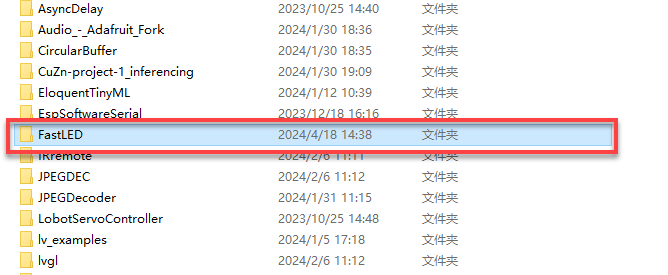 AsyncDelay 2023/10/25 14:40 文件夹
Audio_-_Adafruit_Fork 2024/1/30 18:36 文件夹
CircularBuffer 2024/1/30 18:35 文件夹
CuZn-project-1_inferencing 2024/1/30 19:09 文件夹
EloquentTinyML 2024/1/12 10:39 文件夹
EspSoftwareSerial 2023/12/18 16:16 文件夹
FastLED 2024/4/18 14:38 文件夹
IRremote 2024/2/6 11:11 文件夹
JPEGDEC 2024/2/6 11:12 文件夹
JPEGDecoder 2024/1/31 11:15 文件夹
LobotServoController 2023/10/25 14:48 文件夹
lv_examples 2024/1/5 17:18 文件夹
lvgl 2024/2/6 11:12 文件夹